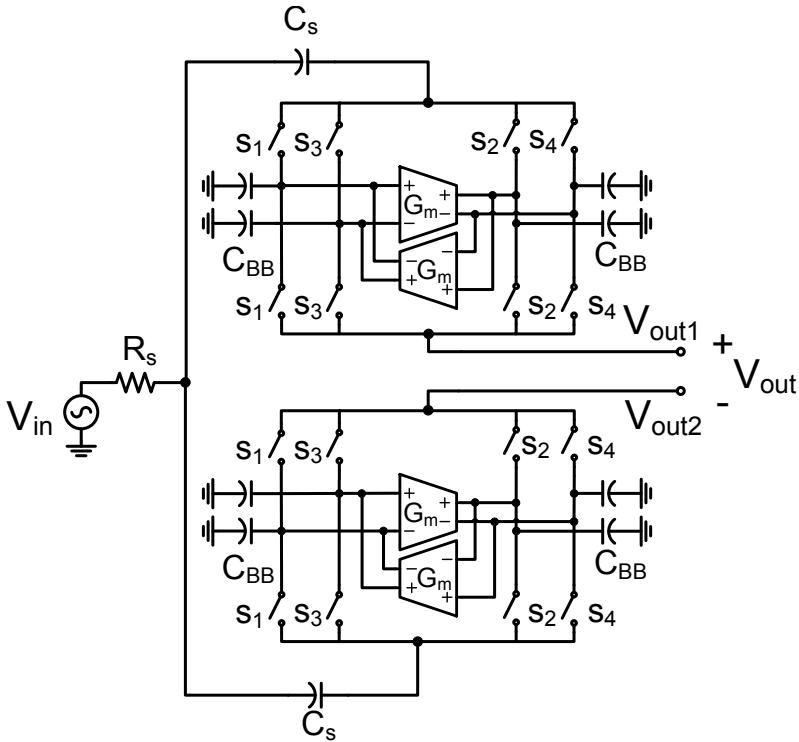 Cs
S1 S3 S2 S4
+ Gm + − −
CBB − Gm − + + CBB
S1 S3 S2 S4
Vout1 +
Rs Vout
Vin Vout2 -
S1 S3 S2 S4
+ Gm + − −
CBB − Gm − + + CBB
S1 S3 S2 S4
Cs